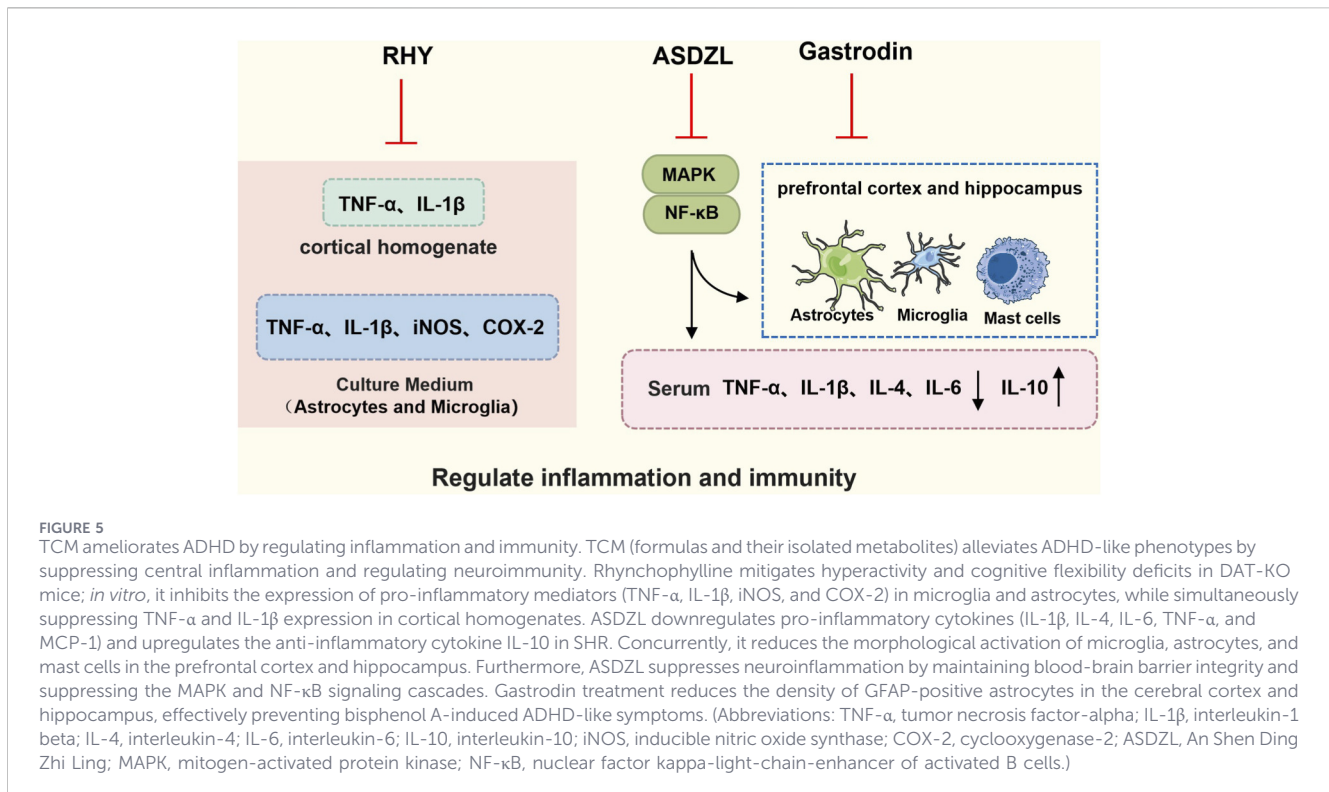 RHY
ASDZL
Gastrodin
TNF-α、IL-1β
cortical homogenate
TNF-α、IL-1β、iNOS、COX-2
Culture Medium
（Astrocytes and Microglia）
MAPK
NF-κB
prefrontal cortex and hippocampus
Astrocytes Microglia Mast cells
Serum TNF-α、IL-1β、IL-4、IL-6 ↓ IL-10 ↑
Regulate inflammation and immunity
FIGURE 5
TCM ameliorates ADHD by regulating inflammation and immunity. TCM (formulas and their isolated metabolites) alleviates ADHD-like phenotypes by
suppressing central inflammation and regulating neuroimmunity. Rhynchophylline mitigates hyperactivity and cognitive flexibility deficits in DAT-KO
mice; in vitro, it inhibits the expression of pro-inflammatory mediators (TNF-α, IL-1β, iNOS, and COX-2) in microglia and astrocytes, while simultaneously
suppressing TNF-α and IL-1β expression in cortical homogenates. ASDZL downregulates pro-inflammatory cytokines (IL-1β, IL-4, IL-6, TNF-α, and
MCP-1) and upregulates the anti-inflammatory cytokine IL-10 in SHR. Concurrently, it reduces the morphological activation of microglia, astrocytes, and
mast cells in the prefrontal cortex and hippocampus. Furthermore, ASDZL suppresses neuroinflammation by maintaining blood-brain barrier integrity and
suppressing the MAPK and NF-κB signaling cascades. Gastrodin treatment reduces the density of GFAP-positive astrocytes in the cerebral cortex and
hippocampus, effectively preventing bisphenol A-induced ADHD-like symptoms. (Abbreviations: TNF-α, tumor necrosis factor-alpha; IL-1β, interleukin-1
beta; IL-4, interleukin-4; IL-6, interleukin-6; IL-10, interleukin-10; iNOS, inducible nitric oxide synthase; COX-2, cyclooxygenase-2; ASDZL, An Shen Ding
Zhi Ling; MAPK, mitogen-activated protein kinase; NF-κB, nuclear factor kappa-light-chain-enhancer of activated B cells.)